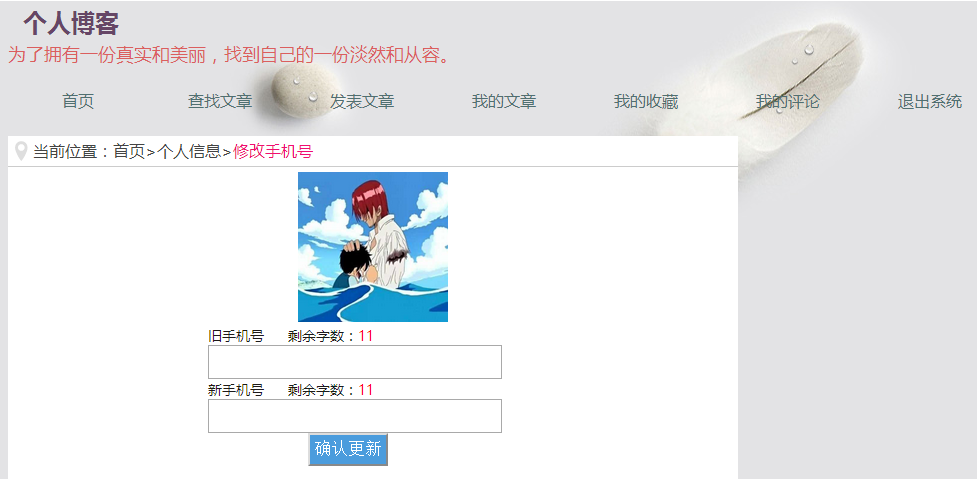 个人博客
为了拥有一份真实和美丽，找到自己的一份淡然和从容。
首页 查找文章 发表文章 我的文章 我的收藏 我的评论 退出系统
当前位置：首页>个人信息>修改手机号
旧手机号 剩余字数：11
新手机号 剩余字数：11
确认更新